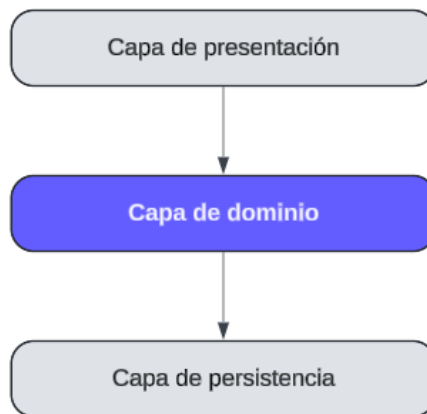 Capa de presentación
Capa de dominio
Capa de persistencia